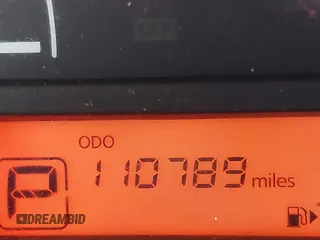 ODO
110789 miles
P
DREAMBID